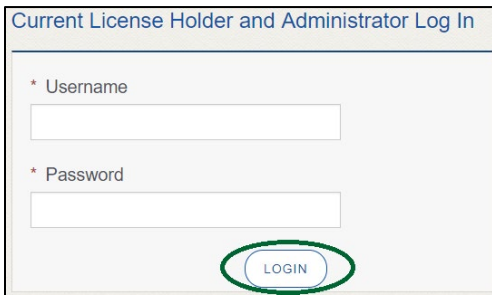 Current License Holder and Administrator Log In
* Username
* Password
LOGIN